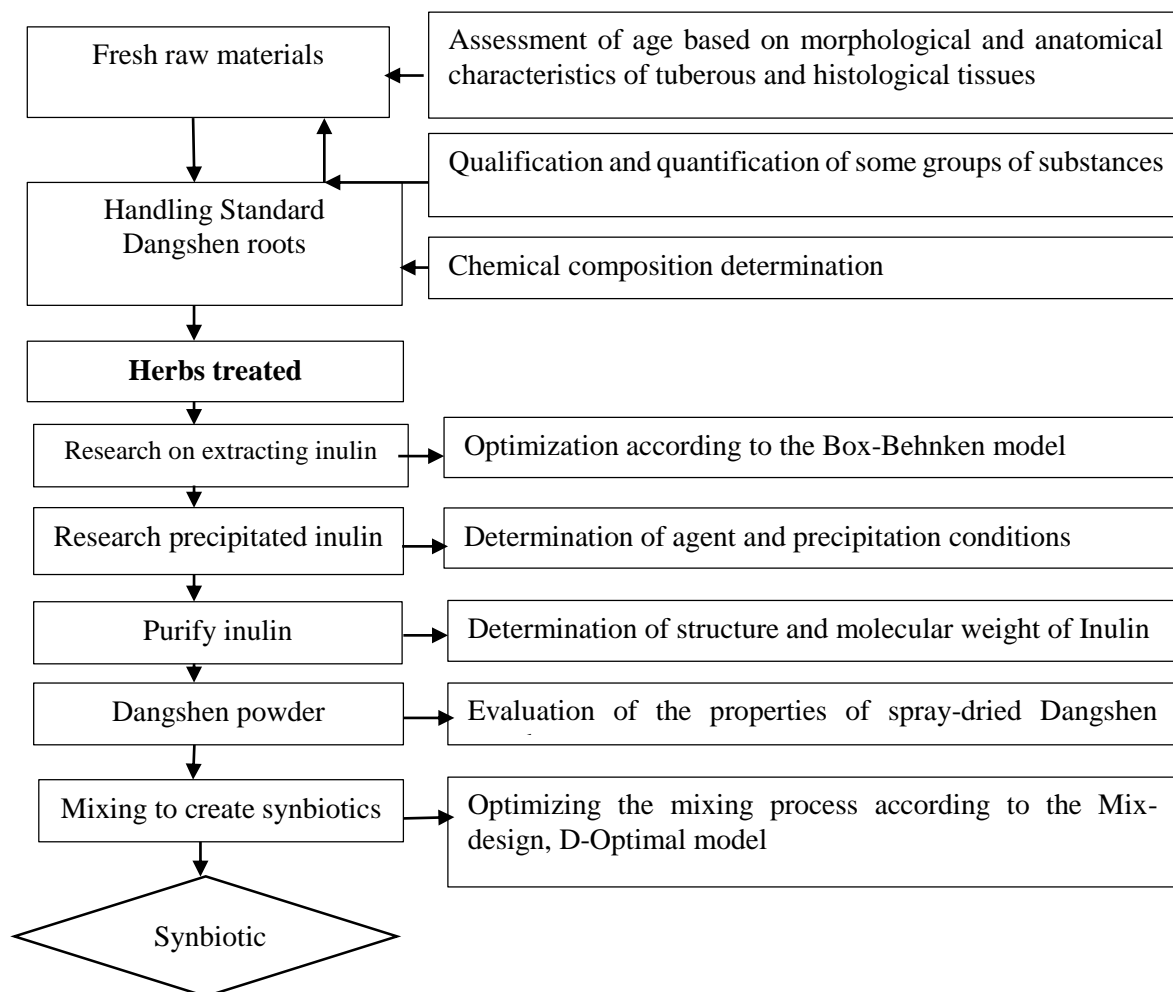 Fresh raw materials
Assessment of age based on morphological and anatomical
characteristics of tuberous and histological tissues
Qualification and quantification of some groups of substances
Handling Standard
Dangshen roots
Chemical composition determination
Herbs treated
Research on extracting inulin
Optimization according to the Box-Behnken model
Research precipitated inulin
Determination of agent and precipitation conditions
Purify inulin
Determination of structure and molecular weight of Inulin
Dangshen powder
Evaluation of the properties of spray-dried Dangshen
Mixing to create synbiotics
Optimizing the mixing process according to the Mix-
design, D-Optimal model
Synbiotic